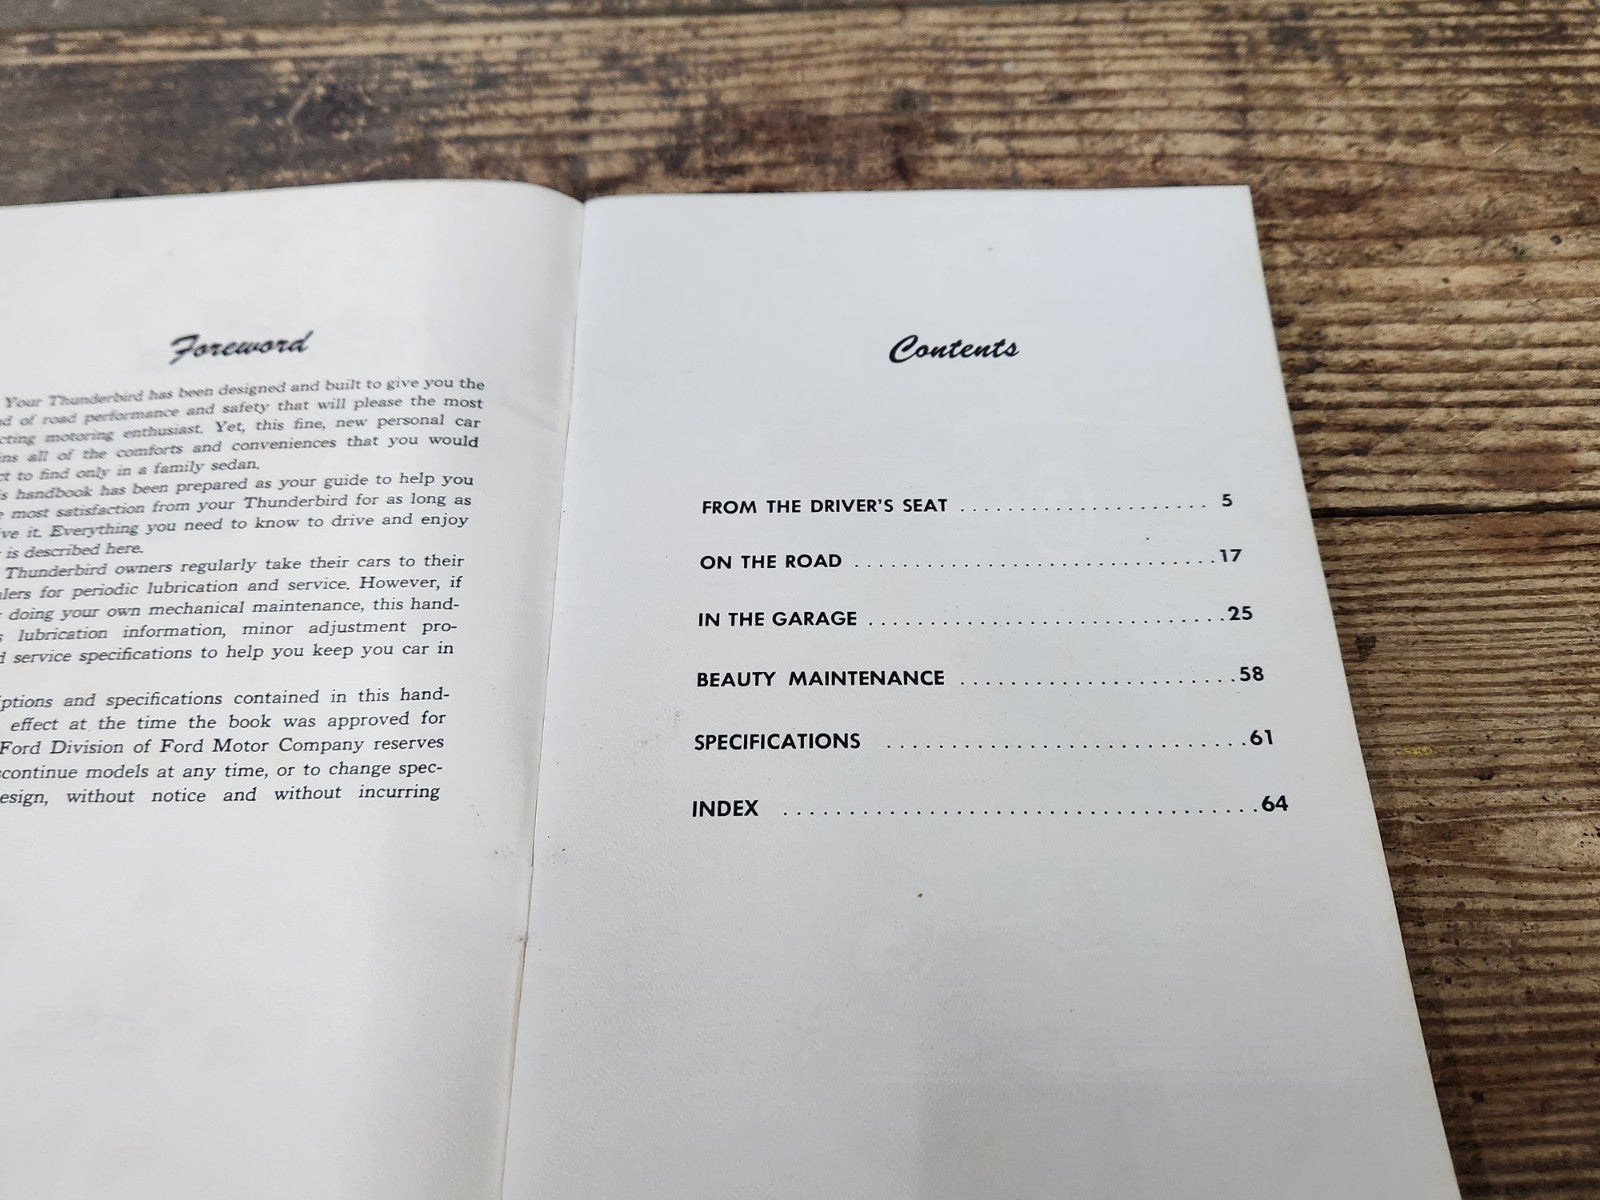 Foreword
Your Thunderbird has been designed and built to give you the
of road performance and safety that will please the most
motoring enthusiast. Yet, this fine, new personal car
all of the comforts and conveniences that you would
to find only in a family sedan.
handbook has been prepared as your guide to help you
most satisfaction from your Thunderbird for as long as
it. Everything you need to know to drive and enjoy
is described here.
Thunderbird owners regularly take their cars to their
for periodic lubrication and service. However, if
doing your own mechanical maintenance, this hand-
lubrication information, minor adjustment pro-
service specifications to help you keep you car in
and specifications contained in this hand-
effect at the time the book was approved for
Ford Division of Ford Motor Company reserves
models at any time, or to change spec-
without notice and without incurring
Contents
FROM THE DRIVER'S SEAT ........................ 5
ON THE ROAD ................................. 17
IN THE GARAGE ................................ 25
BEAUTY MAINTENANCE ......................... 58
SPECIFICATIONS ................................ 61
INDEX ....................................... 64